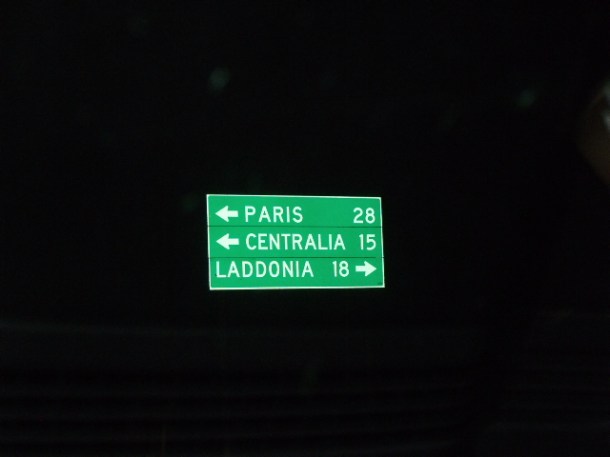 ← PARIS 28
← CENTRALIA 15
LADDONIA 18 →